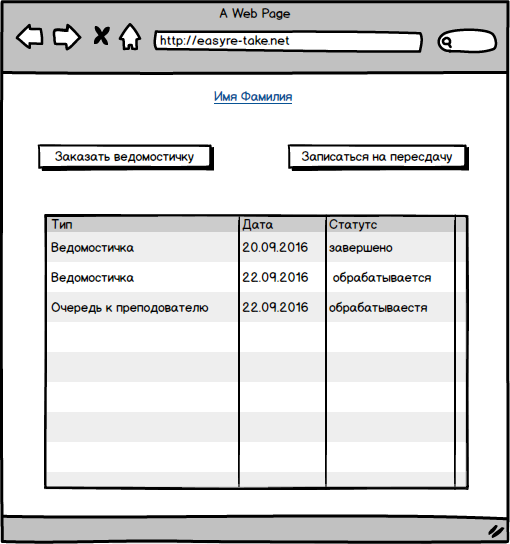 A Web Page
http://easyre-take.net
Имя Фамилия
Заказать ведомостичку Записаться на пересдачу
Тип Дата Статутс
Ведомостичка 20.09.2016 завершено
Ведомостичка 22.09.2016 обрабатывается
Очередь к преподователю 22.09.2016 обрабатываестя